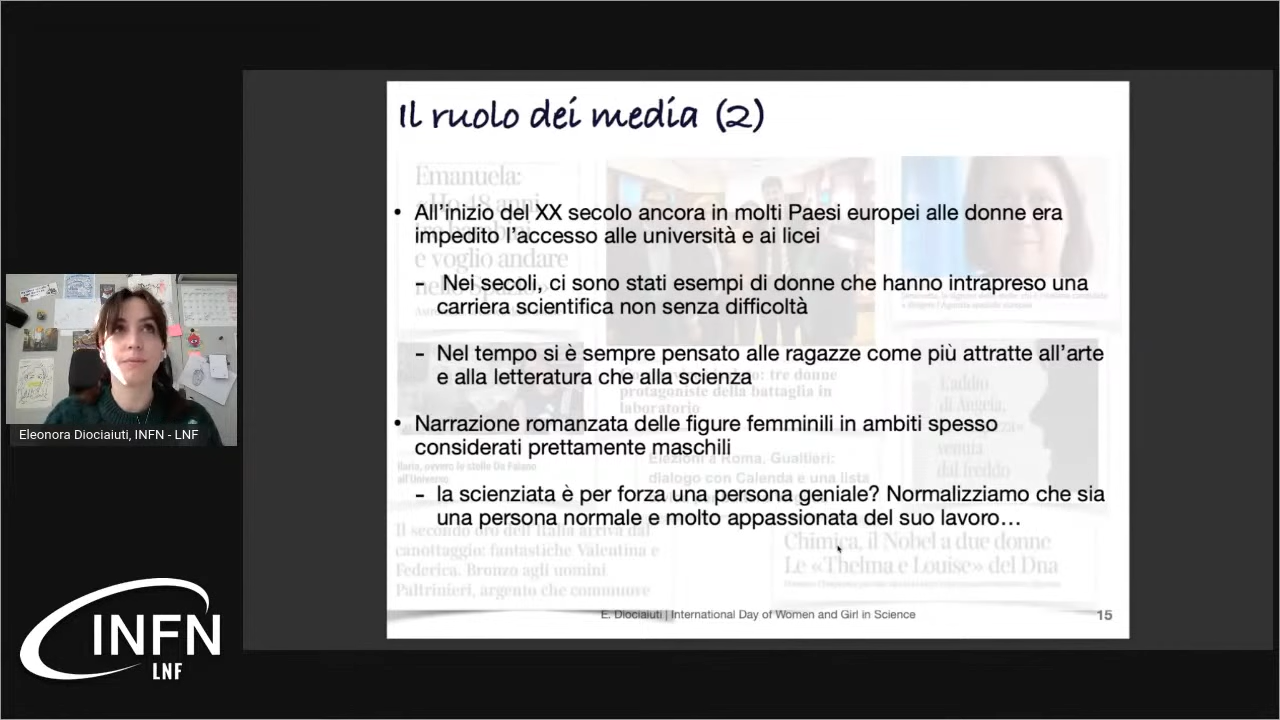 Il ruolo dei media (2)
Emanuela:
All'inizio del XX secolo ancora in molti Paesi europei alle donne era
impedito l'accesso alle università e ai licei
e voglio andare
- Nei secoli, ci sono stati esempi di donne che hanno intrapreso una
carriera scientifica non senza difficoltà
- Nel tempo si è sempre pensato alle ragazze come più attratte all'arte
e alla letteratura che alla scienza
tre donne
protagoniste della battaglia in
laboratorio
L'addio
di Angela,
venuta
dal freddo
• Narrazione romanzata delle figure femminili in ambiti spesso
considerati prettamente maschili
Ilaria, ovvero le stelle Da Faiano
all'Universo
Elezioni a Roma, Gualtieri:
dialogo con Calenda e una lista
- la scienziata è per forza una persona geniale? Normalizziamo che sia
una persona normale e molto appassionata del suo lavoro…
Il secondo oro dell'Italia arriva dal
canottaggio: fantastiche Valentina e
Federica. Bronzo agli uomini
Paltrinieri, argento che commuove
Chimica, il Nobel a due donne
Le «Thelma e Louise» del Dna
E. Diociaiuti | International Day of Women and Girl in Science
15
Eleonora Diociaiuti, INFN - LNF
INFN
LNF